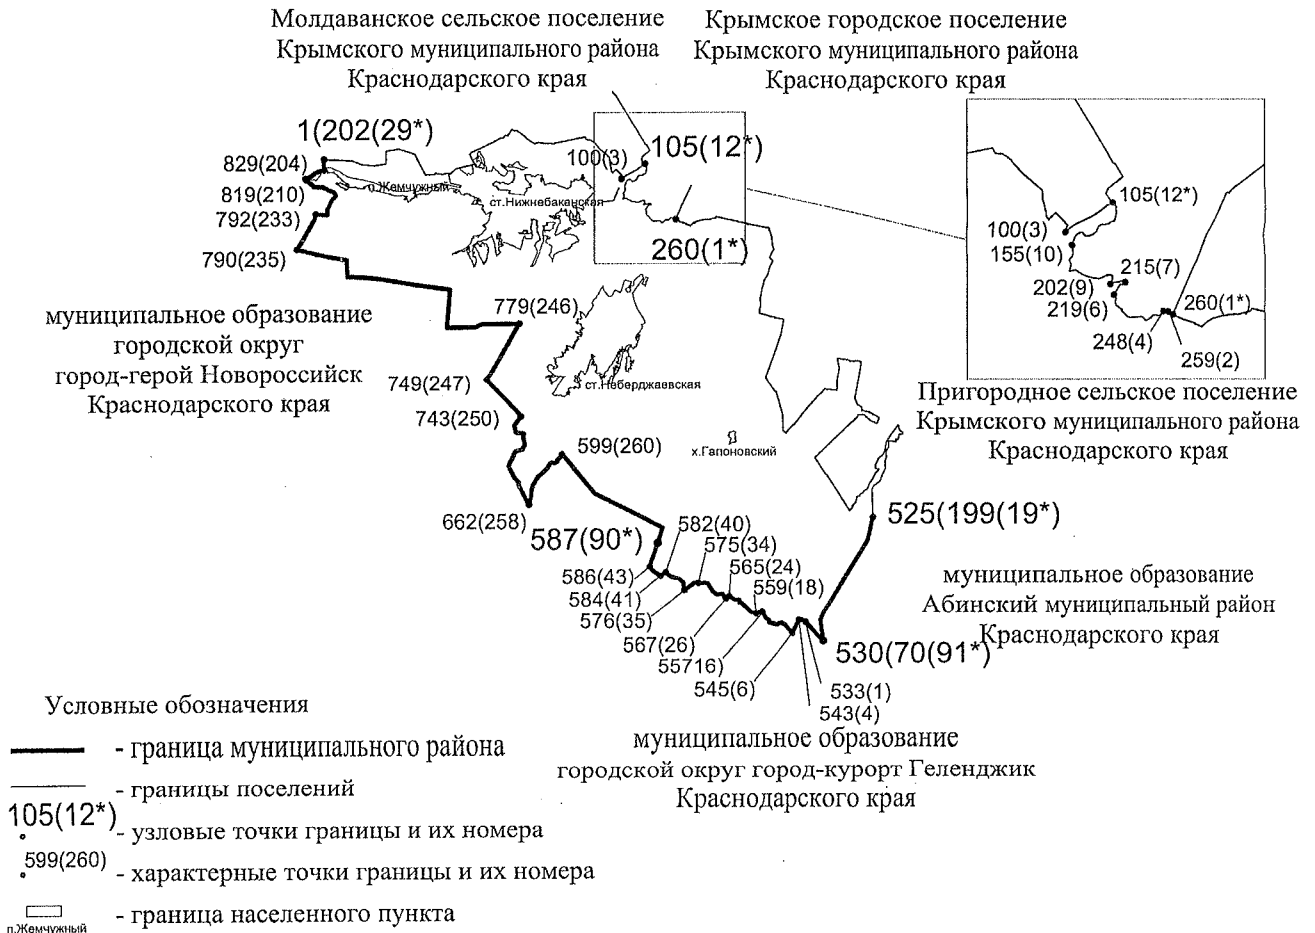 Молдаванское сельское поселение
Крымского муниципального района
Краснодарского края
Крымское городское поселение
Крымского муниципального района
Краснодарского края
1(202(29*)
829(204)
819(210)
792(233)
790(235)
п.Жемчужный
ст.Нижнебаканская
100(3)
105(12*)
260(1*)
105(12*)
100(3)
155(10)
215(7)
202(9)
219(6)
260(1*)
248(4)
259(2)
Пригородное сельское поселение
Крымского муниципального района
Краснодарского края
муниципальное образование
городской округ
город-герой Новороссийск
Краснодарского края
779(246)
749(247)
743(250)
ст.Неберджаевская
599(260)
х.Гапоновский
662(258)
587(90*)
525(199(19*)
582(40)
575(34)
565(24)
559(18)
586(43)
584(41)
576(35)
567(26)
55716)
545(6)
530(70(91*)
533(1)
543(4)
муниципальное образование
Абинский муниципальный район
Краснодарского края
муниципальное образование
городской округ город-курорт Геленджик
Краснодарского края
Условные обозначения
- граница муниципального района
- границы поселений
105(12*)
- узловые точки границы и их номера
599(260)
- характерные точки границы и их номера
- граница населенного пункта
п.Жемчужный